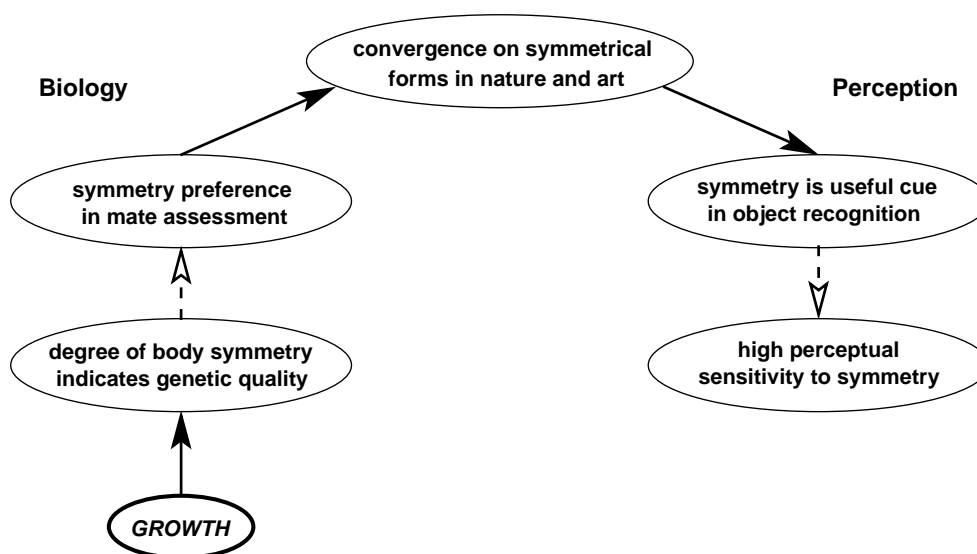 convergence on symmetrical
forms in nature and art
Biology
Perception
symmetry preference
in mate assessment
symmetry is useful cue
in object recognition
degree of body symmetry
indicates genetic quality
high perceptual
sensitivity to symmetry
GROWTH